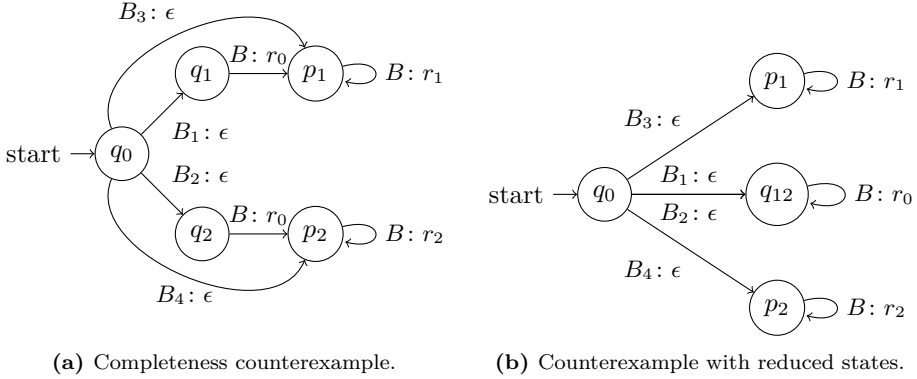 B₃: ϵ
q₁ B: r₀ p₁ B: r₁
B₁: ϵ
start q₀
B₂: ϵ
q₂ B: r₀ p₂ B: r₂
B₄: ϵ
(a) Completeness counterexample.
p₁ B: r₁
B₃: ϵ
start q₀ B₁: ϵ q₁₂ B: r₀
B₂: ϵ
B₄: ϵ
p₂ B: r₂
(b) Counterexample with reduced states.